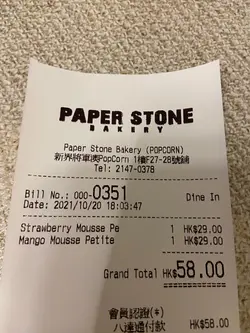 PAPER STONE
BAKERY
Paper Stone Bakery (POPCORN)
新界將軍澳PopCorn 1樓F27-28號鋪
Tel: 2147-0378
Bill No.: 000-0351 Dine In
Date: 2021/10/20 18:03:47
Strawberry Mousse Pe 1 HK$29.00
Mango Mousse Petite 1 HK$29.00
Grand Total HK$58.00
會員認證(*)
八達通付款 HK$58.00